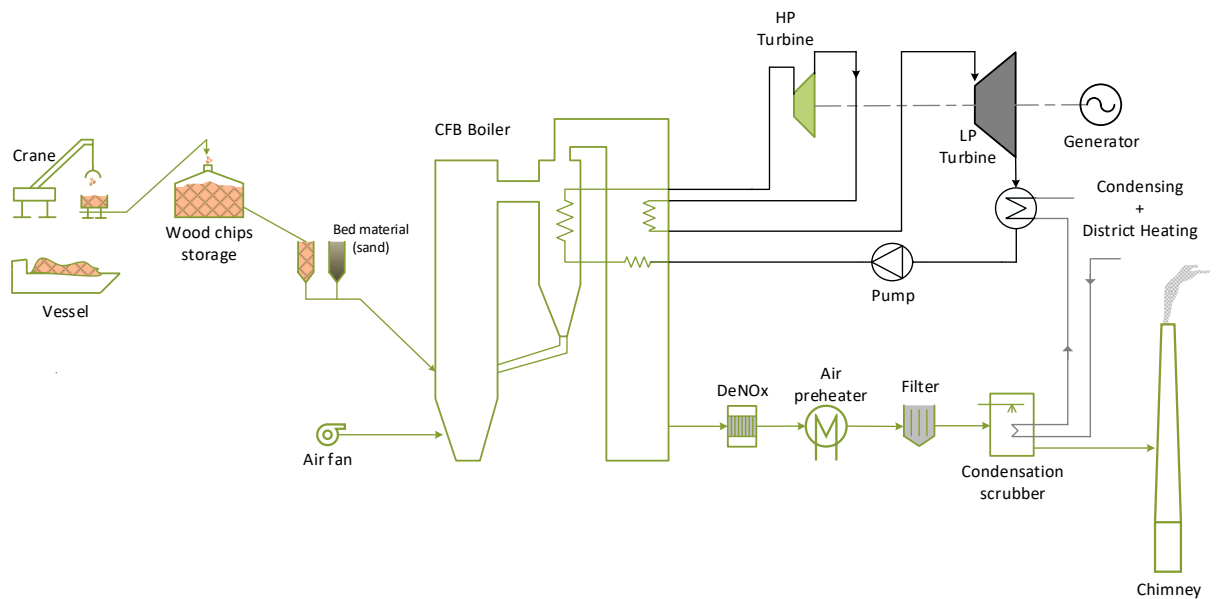 HP
Turbine
CFB Boiler
Crane
LP
Turbine
Generator
Condensing
+
District Heating
Wood chips
storage
Bed material
(sand)
Vessel
Pump
DeNOx
Air
preheater
Filter
Air fan
Condensation
scrubber
Chimney